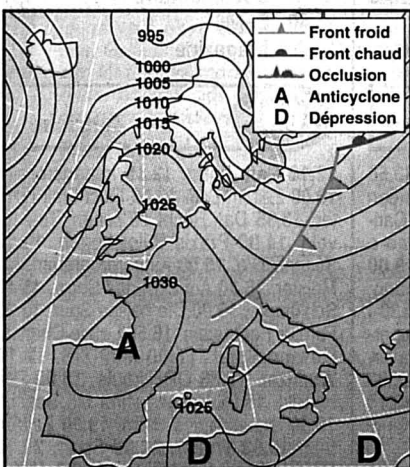 995
1000
1005
1010
1015
1020
1025
1030
1025
Front froid
Front chaud
Occlusion
A Anticyclone
D Dépression
A
D
D